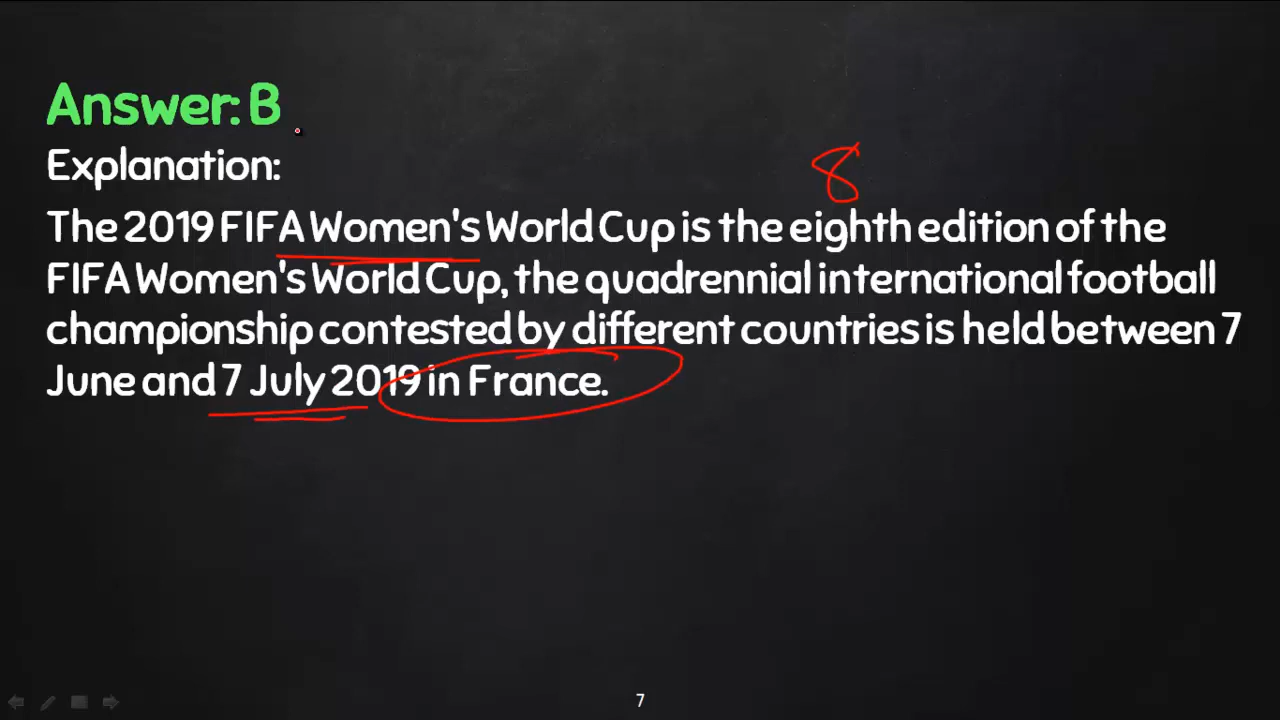 Answer: B
Explanation:
8
The 2019 FIFA Women's World Cup is the eighth edition of the
FIFA Women's World Cup, the quadrennial international football
championship contested by different countries is held between 7
June and 7 July 2019 in France.
7